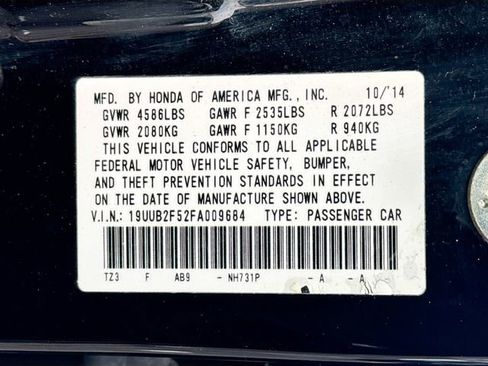 MFD. BY HONDA OF AMERICA MFG., INC. 10/'14
GVWR 4586LBS GAWR F 2535LBS R 2072LBS
GVWR 2080KG GAWR F 1150KG R 940KG
THIS VEHICLE CONFORMS TO ALL APPLICABLE
FEDERAL MOTOR VEHICLE SAFETY, BUMPER,
AND THEFT PREVENTION STANDARDS IN EFFECT
ON THE DATE OF MANUFACTURE SHOWN ABOVE.
V.I.N.: 19UUB2F52FA009684 TYPE: PASSENGER CAR
TZ3 F AB9 - NH731P - A - A